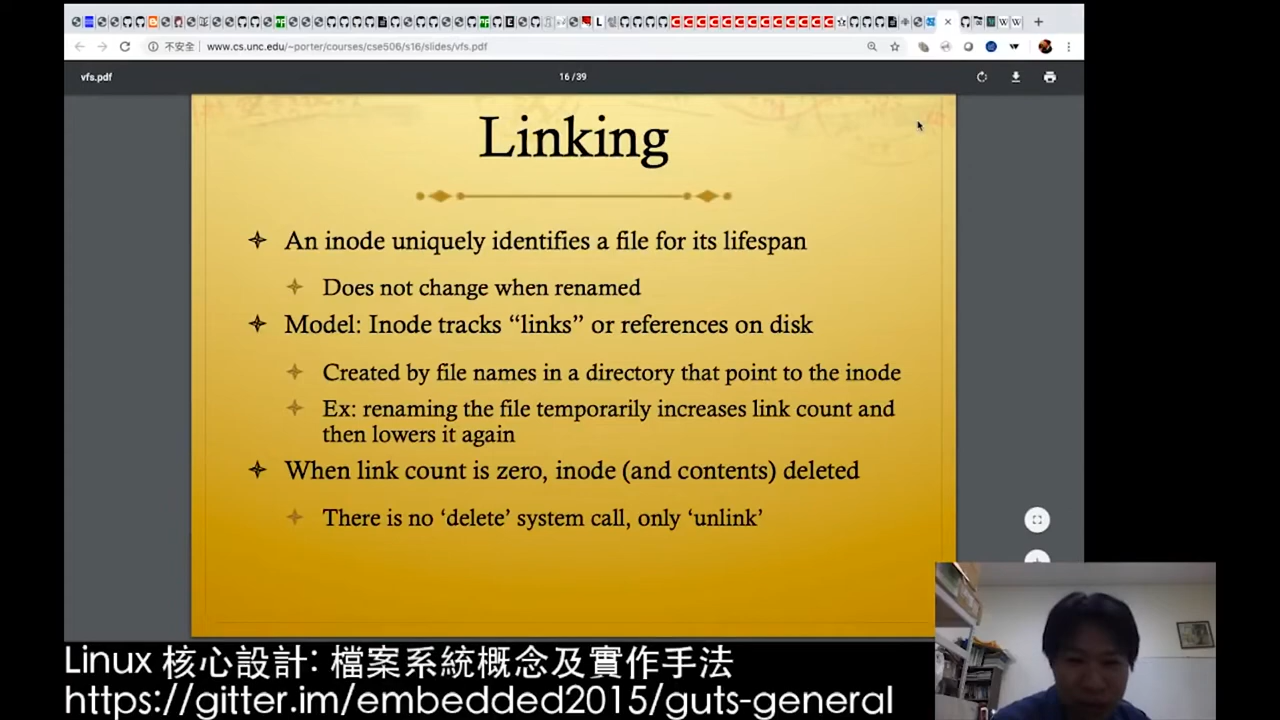 不安全 www.cs.unc.edu/~porter/courses/cse506/s16/slides/vfs.pdf
vfs.pdf 16 / 39
Linking
An inode uniquely identifies a file for its lifespan
Does not change when renamed
Model: Inode tracks “links” or references on disk
Created by file names in a directory that point to the inode
Ex: renaming the file temporarily increases link count and
then lowers it again
When link count is zero, inode (and contents) deleted
There is no ‘delete’ system call, only ‘unlink’
Linux 核心設計: 檔案系統概念及實作手法
https://gitter.im/embedded2015/guts-general